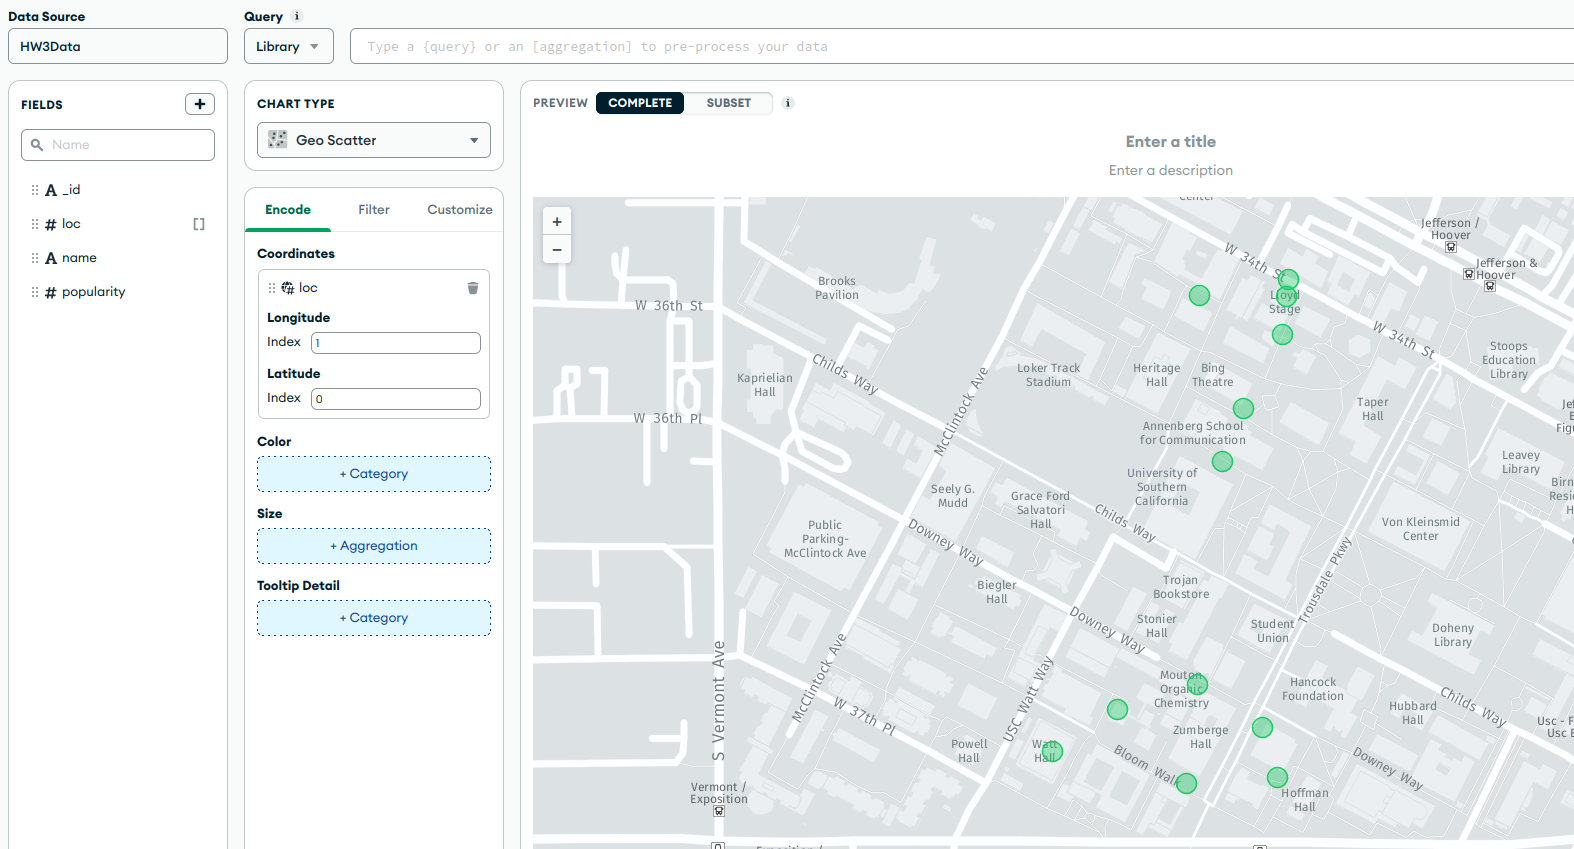 Data Source
Query i
HW3Data
Library
Type a {query} or an [aggregation] to pre-process your data
FIELDS
+
Name
A _id
# loc []
A name
# popularity
CHART TYPE
Geo Scatter
Encode Filter Customize
Coordinates
loc
Longitude
Index 1
Latitude
Index 0
Color
+ Category
Size
+ Aggregation
Tooltip Detail
+ Category
PREVIEW COMPLETE SUBSET i
Enter a title
Enter a description
+
−
Center
Jefferson /
Hoover
Jefferson &
Hoover
W 34th S
Brooks
Pavilion
Lloyd
Stage
W 36th St
W 34th St
Stoops
Education
Library
Childs Way
Kaprielian
Hall
Loker Track
Stadium
Heritage
Hall
Bing
Theatre
McClintock Ave
Taper
Hall
W 36th Pl
Annenberg School
for Communication
Leavey
Library
University of
Southern
California
Seely G.
Mudd
Grace Ford
Salvatori
Hall
Childs Way
Public
Parking-
McClintock Ave
Downey Way
Von Kleinsmid
Center
Biegler
Hall
Trojan
Bookstore
Trousdale Pkwy
Downey Way
Stonier
Hall
Student
Union
Doheny
Library
S Vermont Ave
McClintock Ave
USC Watt Way
Mouton
Organic
Chemistry
Hancock
Foundation
Hubbard
Hall
Childs Way
W 37th Pl
Zumberge
Hall
Powell
Hall
Watt
Hall
Bloom Walk
Downey Way
Vermont /
Exposition
Hoffman
Hall
Exposition /